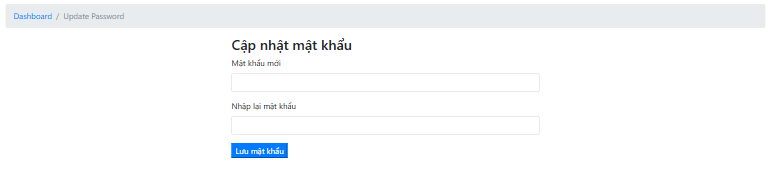 Dashboard / Update Password
Cập nhật mật khẩu
Mật khẩu mới
Nhập lại mật khẩu
Lưu mật khẩu